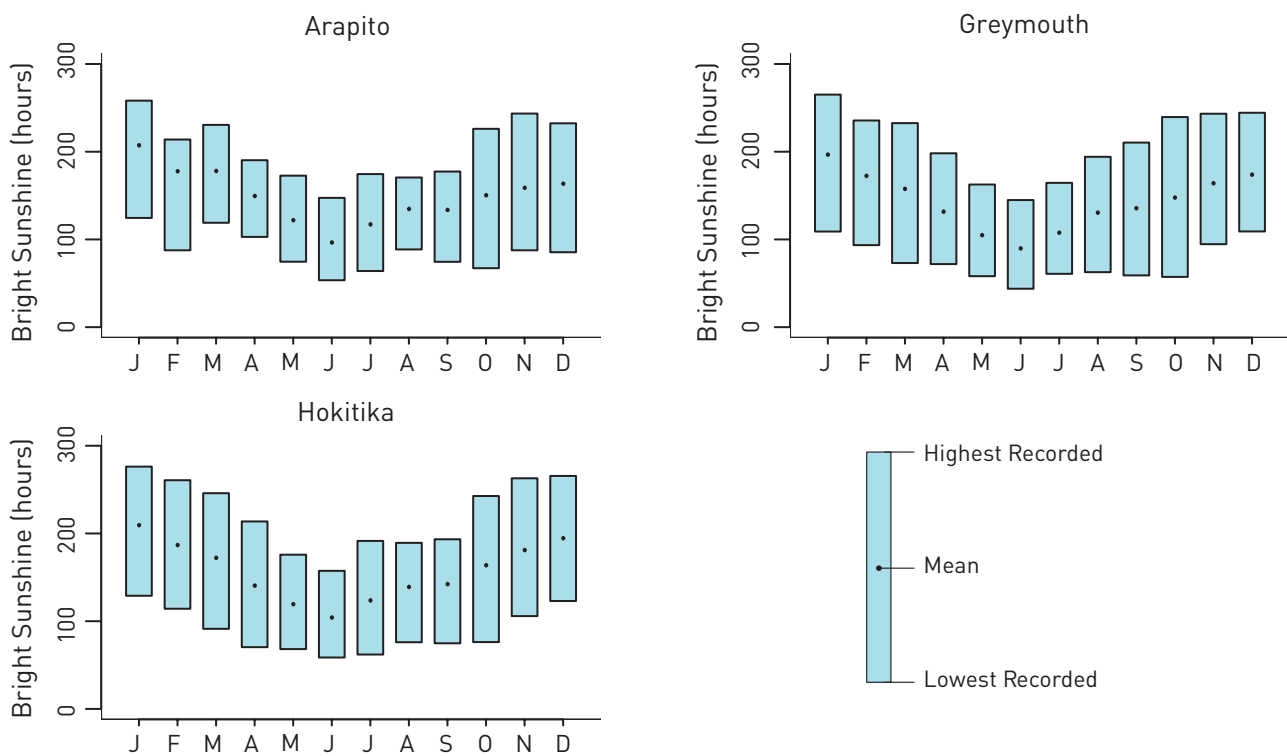 Arapito
Bright Sunshine (hours)
300
200
100
0
J F M A M J J A S O N D
Greymouth
Bright Sunshine (hours)
300
200
100
0
J F M A M J J A S O N D
Hokitika
Bright Sunshine (hours)
300
200
100
0
J F M A M J J A S O N D
Highest Recorded
Mean
Lowest Recorded